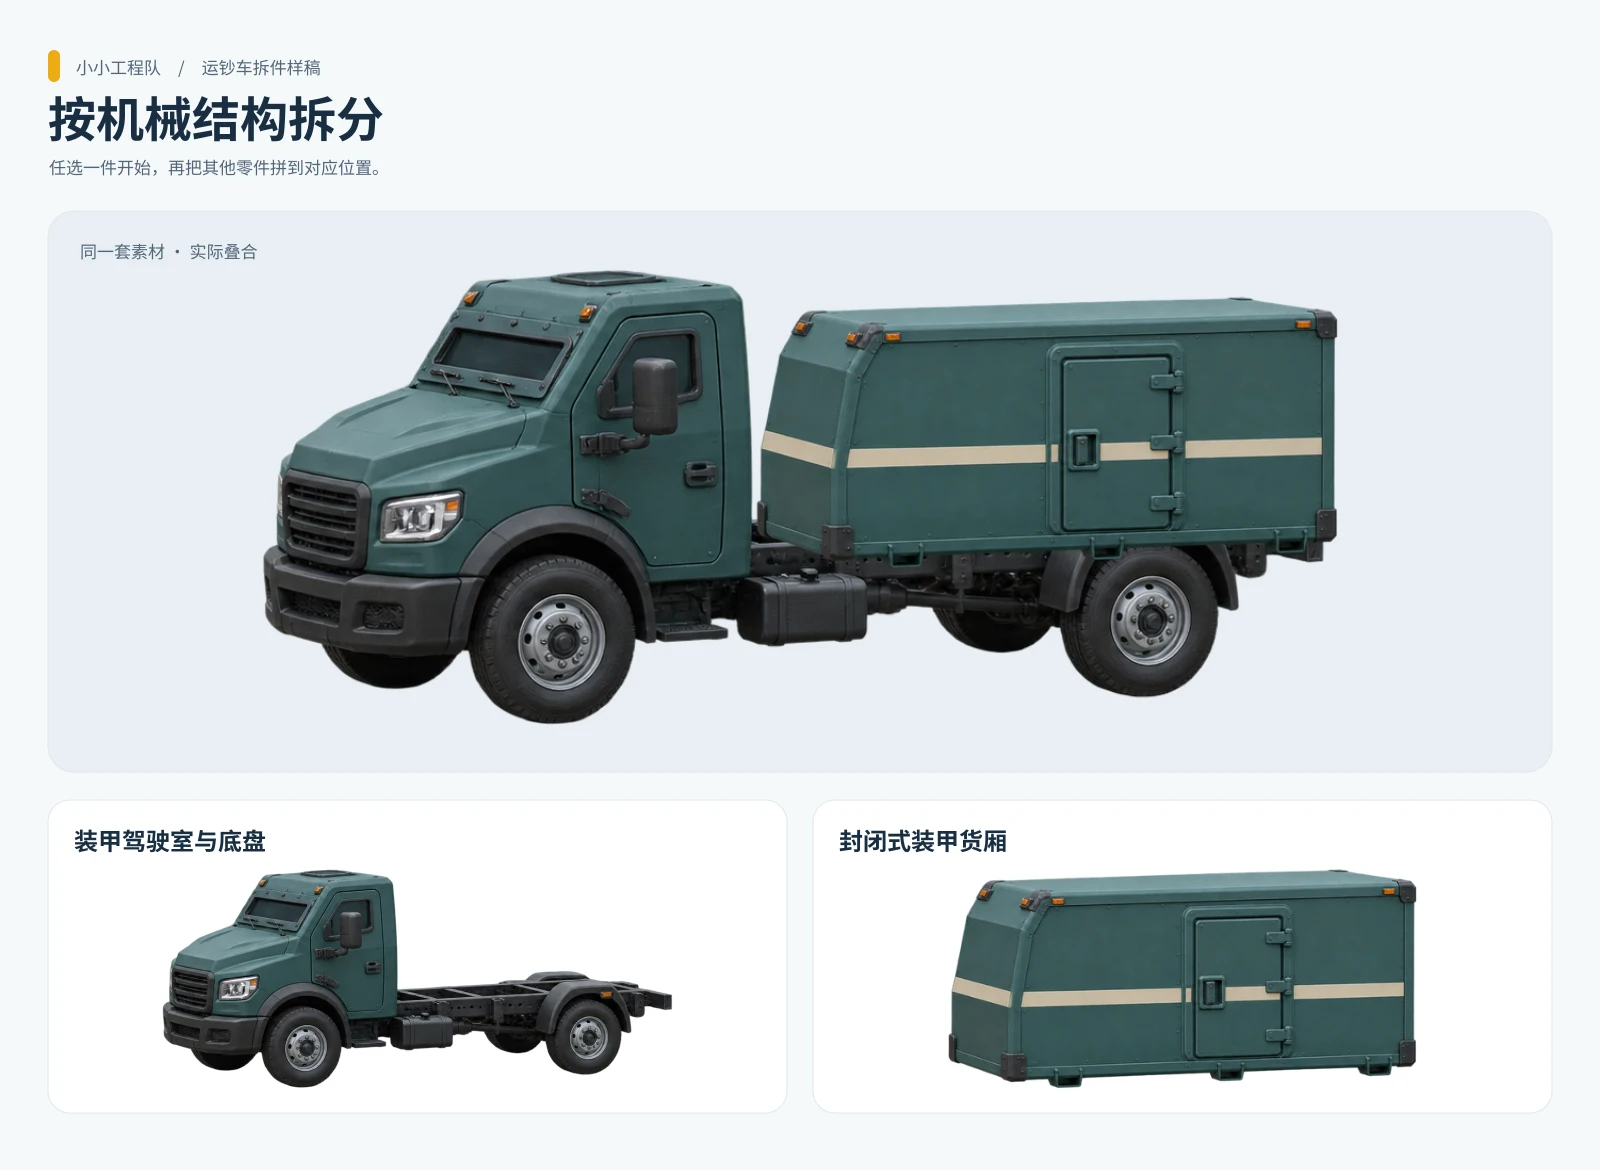 小小工程队 / 运钞车拆件样稿
按机械结构拆分
任选一件开始，再把其他零件拼到对应位置。
同一套素材 · 实际叠合
装甲驾驶室与底盘
封闭式装甲货厢